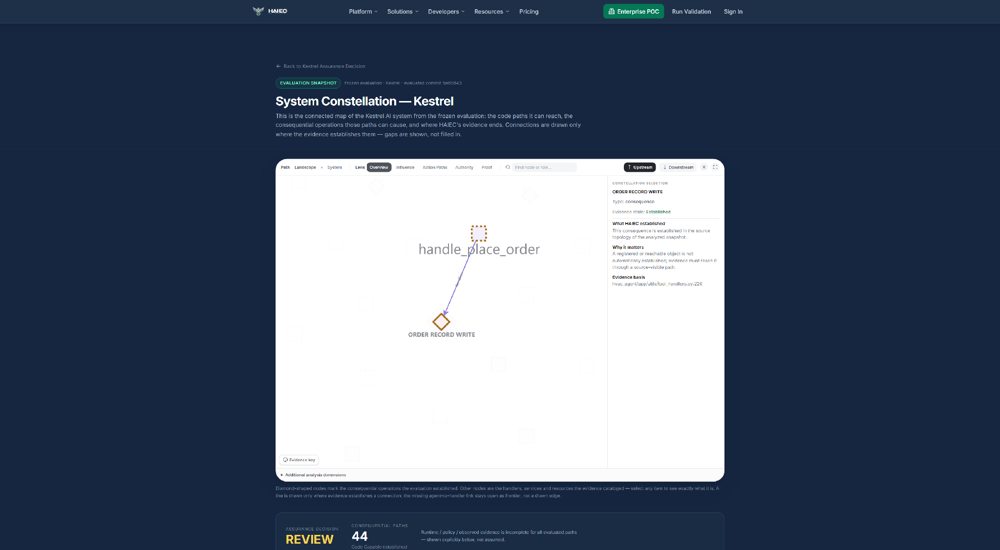 HAIEC
Platform
Solutions
Developers
Resources
Pricing
Enterprise POC
Run Validation
Sign In
Back to Kestrel Assurance Decision
EVALUATION SNAPSHOT
Frozen evaluation · Kestrel · evaluated commit 5e65843
System Constellation — Kestrel
This is the connected map of the Kestrel AI system from the frozen evaluation: the code paths it can reach, the
consequential operations those paths can cause, and where HAIEC's evidence ends. Connections are drawn only
where the evidence establishes them — gaps are shown, not filled in.
Path Landscape › System
Lens Overview Influence Action Paths Authority Proof
Find node or role...
Upstream
Downstream
handle_place_order
ORDER RECORD WRITE
CONSTELLATION SELECTION
ORDER RECORD WRITE
Type: consequence
Evidence state: Established
What HAIEC established
This consequence is established in the source
topology of the analyzed snapshot.
Why it matters
A registered or reachable object is not
automatically established; evidence must reach it
through a source-visible path.
Evidence basis
hvac_agent/app/utils/tool_handlers.py:220
Evidence key
Additional analysis dimensions
Diamond-shaped nodes mark the consequential operations the evaluation established. Other nodes are the handlers, services and resources the evidence cataloged — select any item to see exactly what it is. A
line is drawn only where evidence establishes a connection; the missing agent-to-handler link stays open as frontier, not a drawn edge.
ASSURANCE DECISION
REVIEW
CONSEQUENTIAL PATHS
44
Code Capable established
Runtime / policy / observed evidence is incomplete for all evaluated paths
— shown explicitly below, not assumed.